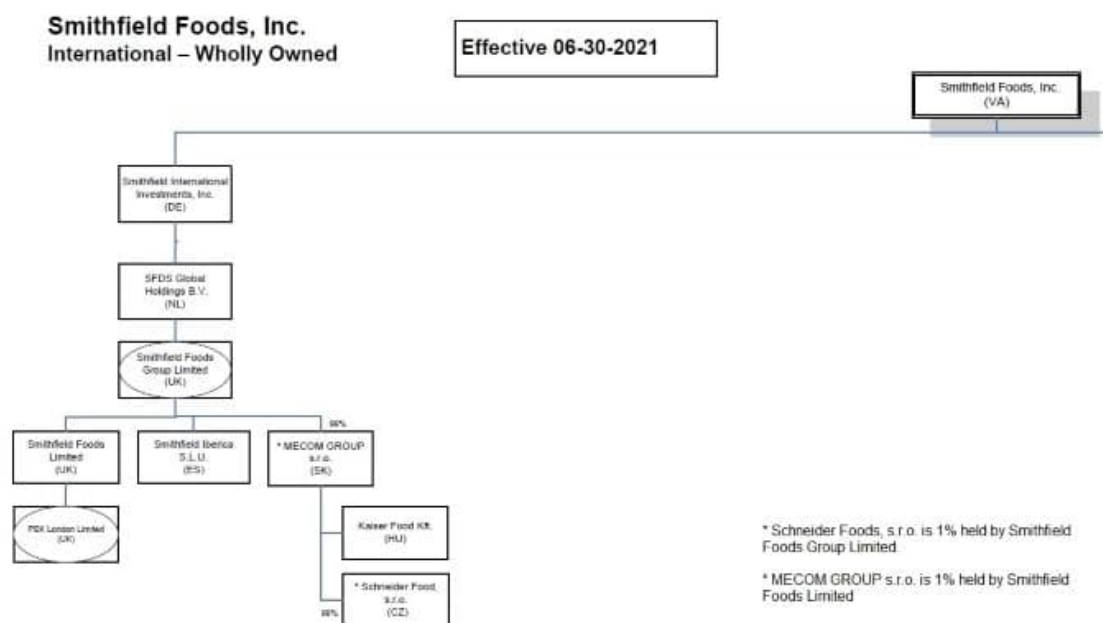 Smithfield Foods, Inc.
International – Wholly Owned
Effective 06-30-2021
Smithfield Foods, Inc.
(VA)
Smithfield International
Investments, Inc.
(DE)
SFDS Global
Holdings B.V.
(NL)
Smithfield Foods
Group Limited
(UK)
Smithfield Foods
Limited
(UK)
Smithfield Iberica
S.L.U.
(ES)
99%
* MECOM GROUP
s.r.o.
(SK)
PEK London Limited
(UK)
Kaiser Food Kft.
(HU)
99%
* Schneider Food,
s.r.o.
(CZ)
* Schneider Foods, s.r.o. is 1% held by Smithfield
Foods Group Limited
* MECOM GROUP s.r.o. is 1% held by Smithfield
Foods Limited